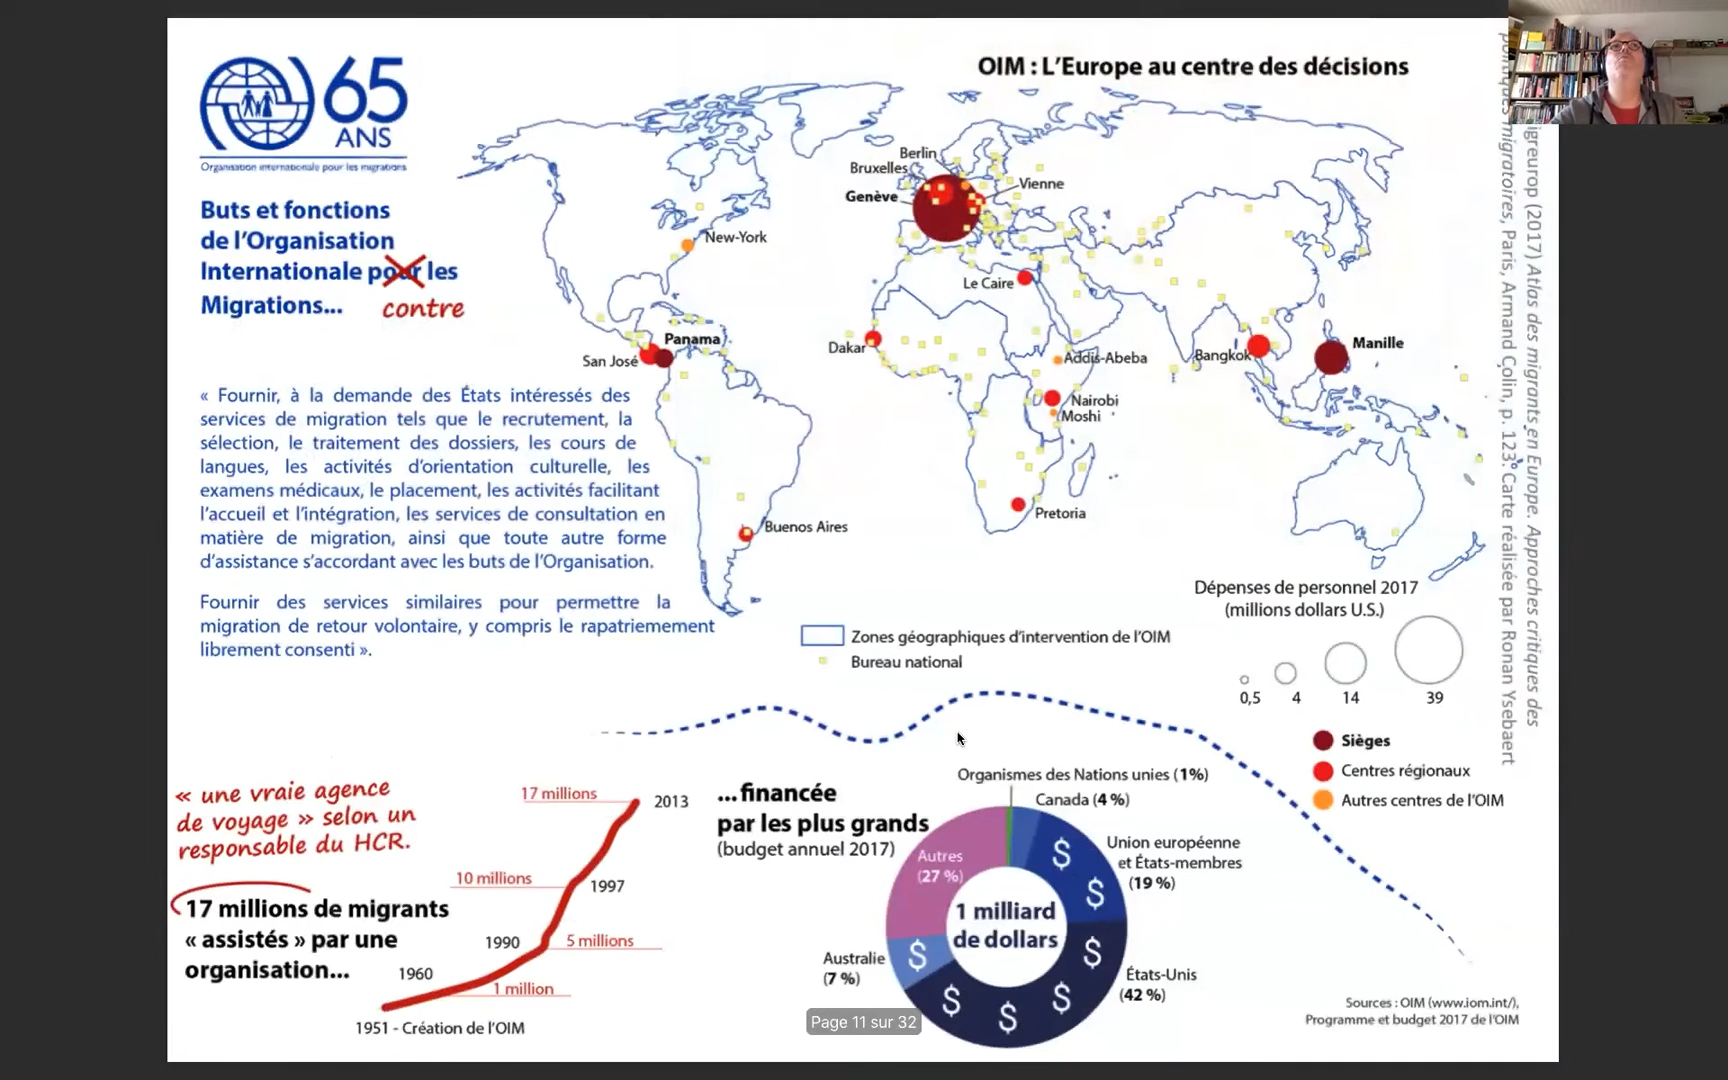 65
ANS
Organisation internationale pour les migrations
OIM : L'Europe au centre des décisions
Buts et fonctions
de l'Organisation
Internationale pour les
Migrations...
contre
« Fournir, à la demande des États intéressés des
services de migration tels que le recrutement, la
sélection, le traitement des dossiers, les cours de
langues, les activités d'orientation culturelle, les
examens médicaux, le placement, les activités facilitant
l'accueil et l'intégration, les services de consultation en
matière de migration, ainsi que toute autre forme
d'assistance s'accordant avec les buts de l'Organisation.
Fournir des services similaires pour permettre la
migration de retour volontaire, y compris le rapatriemement
librement consenti ».
Berlin
Bruxelles
Genève
Vienne
New-York
Le Caire
Panama
San José
Dakar
Addis-Abeba
Bangkok
Manille
Nairobi
Moshi
Pretoria
Buenos Aires
Zones géographiques d'intervention de l'OIM
Bureau national
Dépenses de personnel 2017
(millions dollars U.S.)
0,5
4
14
39
Sièges
Centres régionaux
Autres centres de l'OIM
« une vraie agence
de voyage » selon un
responsable du HCR.
17 millions de migrants
« assistés » par une
organisation...
17 millions
2013
10 millions
1997
1990
5 millions
1960
1 million
1951 - Création de l'OIM
...financée
par les plus grands
(budget annuel 2017)
Organismes des Nations unies (1%)
Canada (4 %)
Union européenne
et États-membres
(19 %)
Autres
(27 %)
1 milliard
de dollars
Australie
(7 %)
États-Unis
(42 %)
$
$
$
$
$
$
$
Page 11 sur 32
Sources : OIM (www.iom.int/),
Programme et budget 2017 de l'OIM
igreurop (2017) Atlas des migrants en Europe. Approches critiques des
politiques migratoires, Paris, Armand Colin, p. 123. Carte réalisée par Ronan Ysebaert